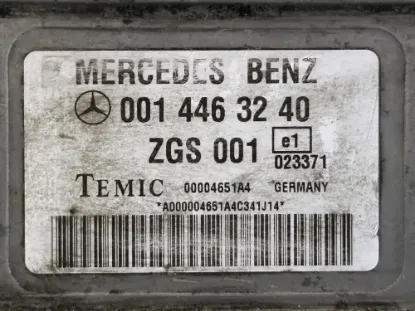 MERCEDES BENZ
001 446 32 40
ZGS 001 e1 023371
TEMIC 00004651A4 GERMANY
*A000004651A4C341J14*